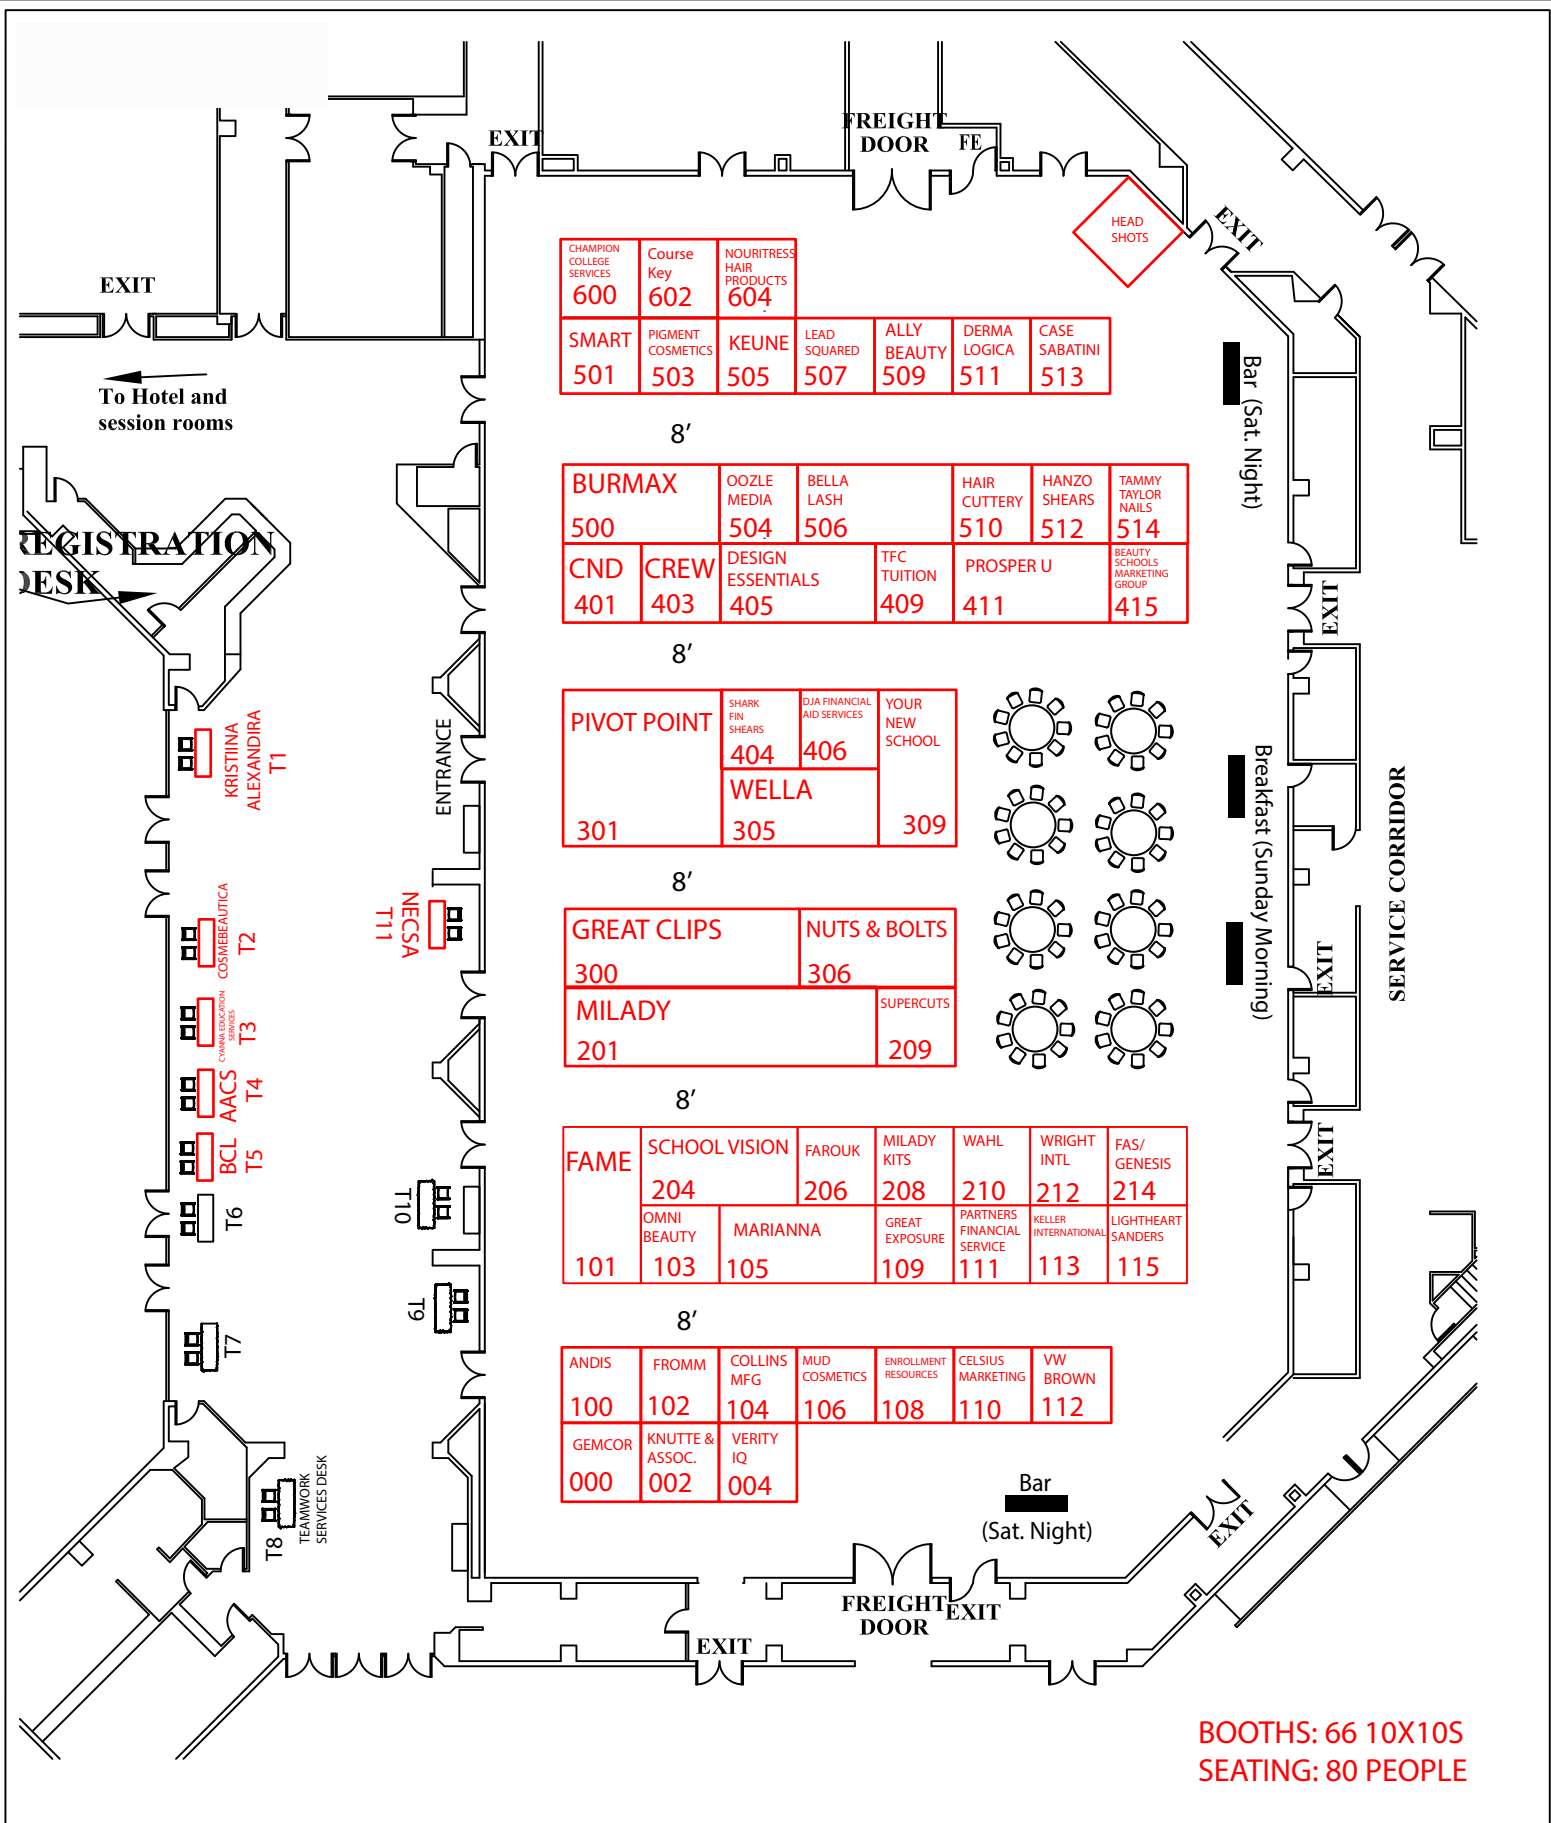 EXIT
FREIGHT
DOOR
FE
EXIT
HEAD
SHOTS
EXIT
To Hotel and
session rooms
CHAMPION
COLLEGE
SERVICES
600
Course
Key
602
NOURITRESS
HAIR
PRODUCTS
604
SMART
501
PIGMENT
COSMETICS
503
KEUNE
505
LEAD
SQUARED
507
ALLY
BEAUTY
509
DERMA
LOGICA
511
CASE
SABATINI
513
Bar (Sat. Night)
8'
BURMAX
500
OOZLE
MEDIA
504
BELLA
LASH
506
HAIR
CUTTERY
510
HANZO
SHEARS
512
TAMMY
TAYLOR
NAILS
514
REGISTRATION
DESK
CND
401
CREW
403
DESIGN
ESSENTIALS
405
TFC
TUITION
409
PROSPER U
411
BEAUTY
SCHOOLS
MARKETING
GROUP
415
EXIT
8'
KRISTIINA
ALEXANDIRA
T1
ENTRANCE
PIVOT POINT
301
SHARK
FIN
SHEARS
404
DJA FINANCIAL
AID SERVICES
406
YOUR
NEW
SCHOOL
309
WELLA
305
Breakfast (Sunday Morning)
SERVICE CORRIDOR
8'
COSMEBEAUTICA
T2
NECSA
T11
GREAT CLIPS
300
NUTS & BOLTS
306
EXIT
CYANNA EDUCATION
SERVICES
T3
MILADY
201
SUPERCUTS
209
AACS
T4
8'
BCL
T5
FAME
101
SCHOOL VISION
204
FAROUK
206
MILADY
KITS
208
WAHL
210
WRIGHT
INTL
212
FAS/
GENESIS
214
EXIT
T6
T10
OMNI
BEAUTY
103
MARIANNA
105
GREAT
EXPOSURE
109
PARTNERS
FINANCIAL
SERVICE
111
KELLER
INTERNATIONAL
113
LIGHTHEART
SANDERS
115
T9
T7
8'
ANDIS
100
FROMM
102
COLLINS
MFG
104
MUD
COSMETICS
106
ENROLLMENT
RESOURCES
108
CELSIUS
MARKETING
110
VW
BROWN
112
GEMCOR
000
KNUTTE &
ASSOC.
002
VERITY
IQ
004
TEAMWORK
SERVICES DESK
T8
Bar
(Sat. Night)
EXIT
FREIGHT
DOOR
EXIT
EXIT
BOOTHS: 66 10X10S
SEATING: 80 PEOPLE